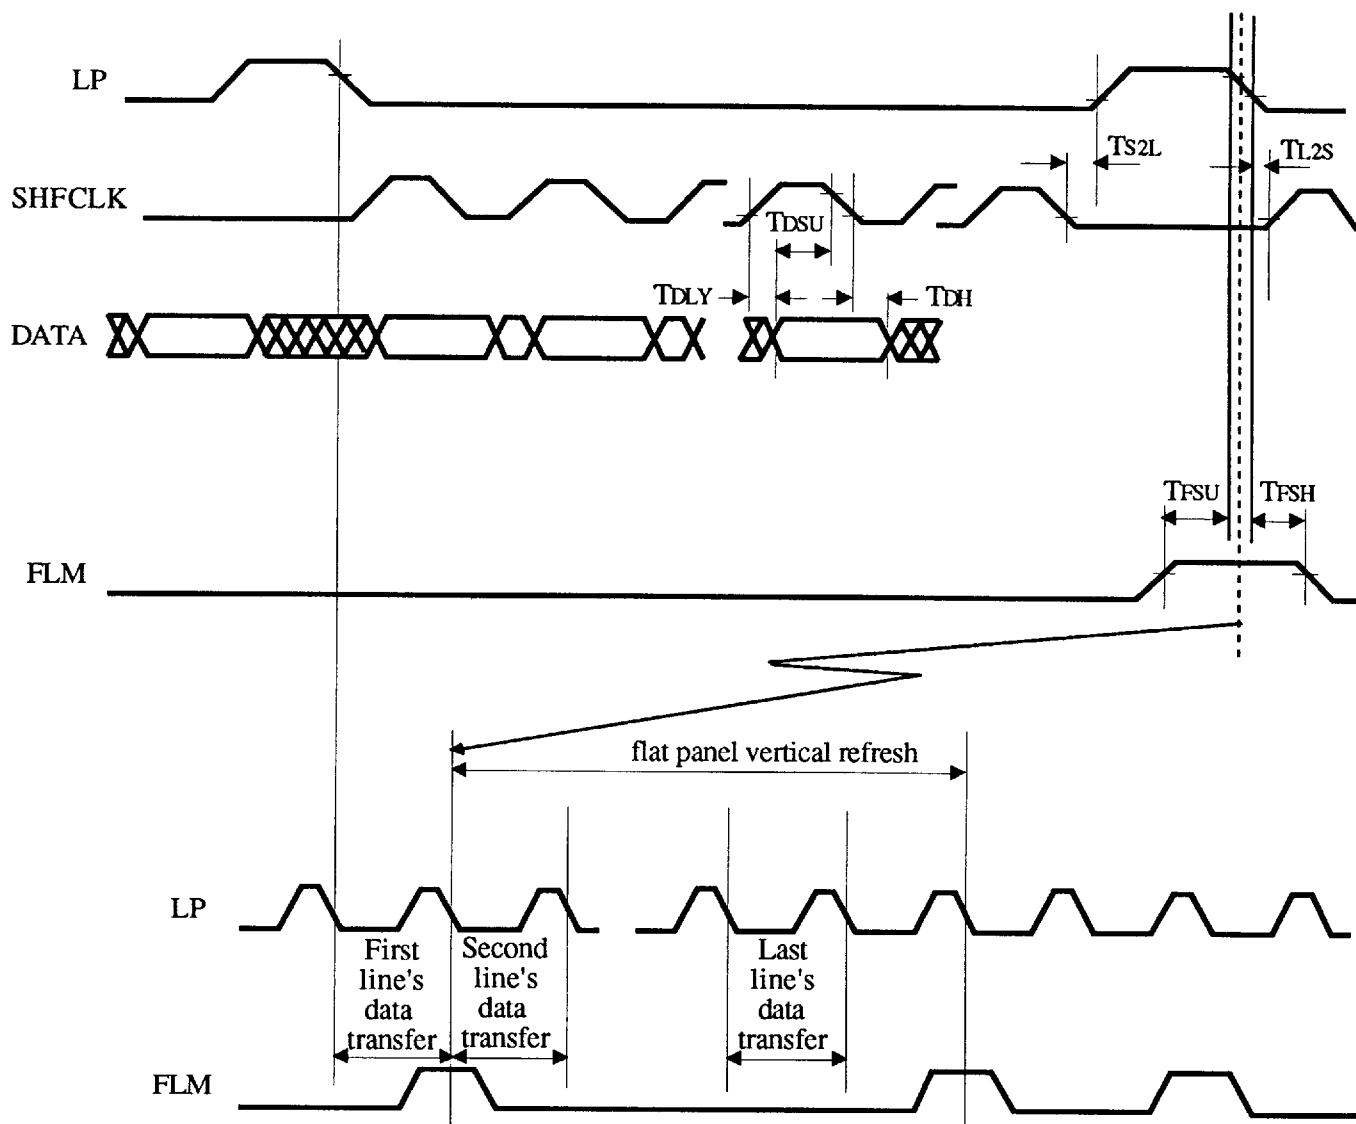 LP
TS2L
TL2S
SHFCLK
TDSU
TDLY
TDH
DATA
TFSU
TFSH
FLM
flat panel vertical refresh
LP
First
line's
data
transfer
Second
line's
data
transfer
Last
line's
data
transfer
FLM